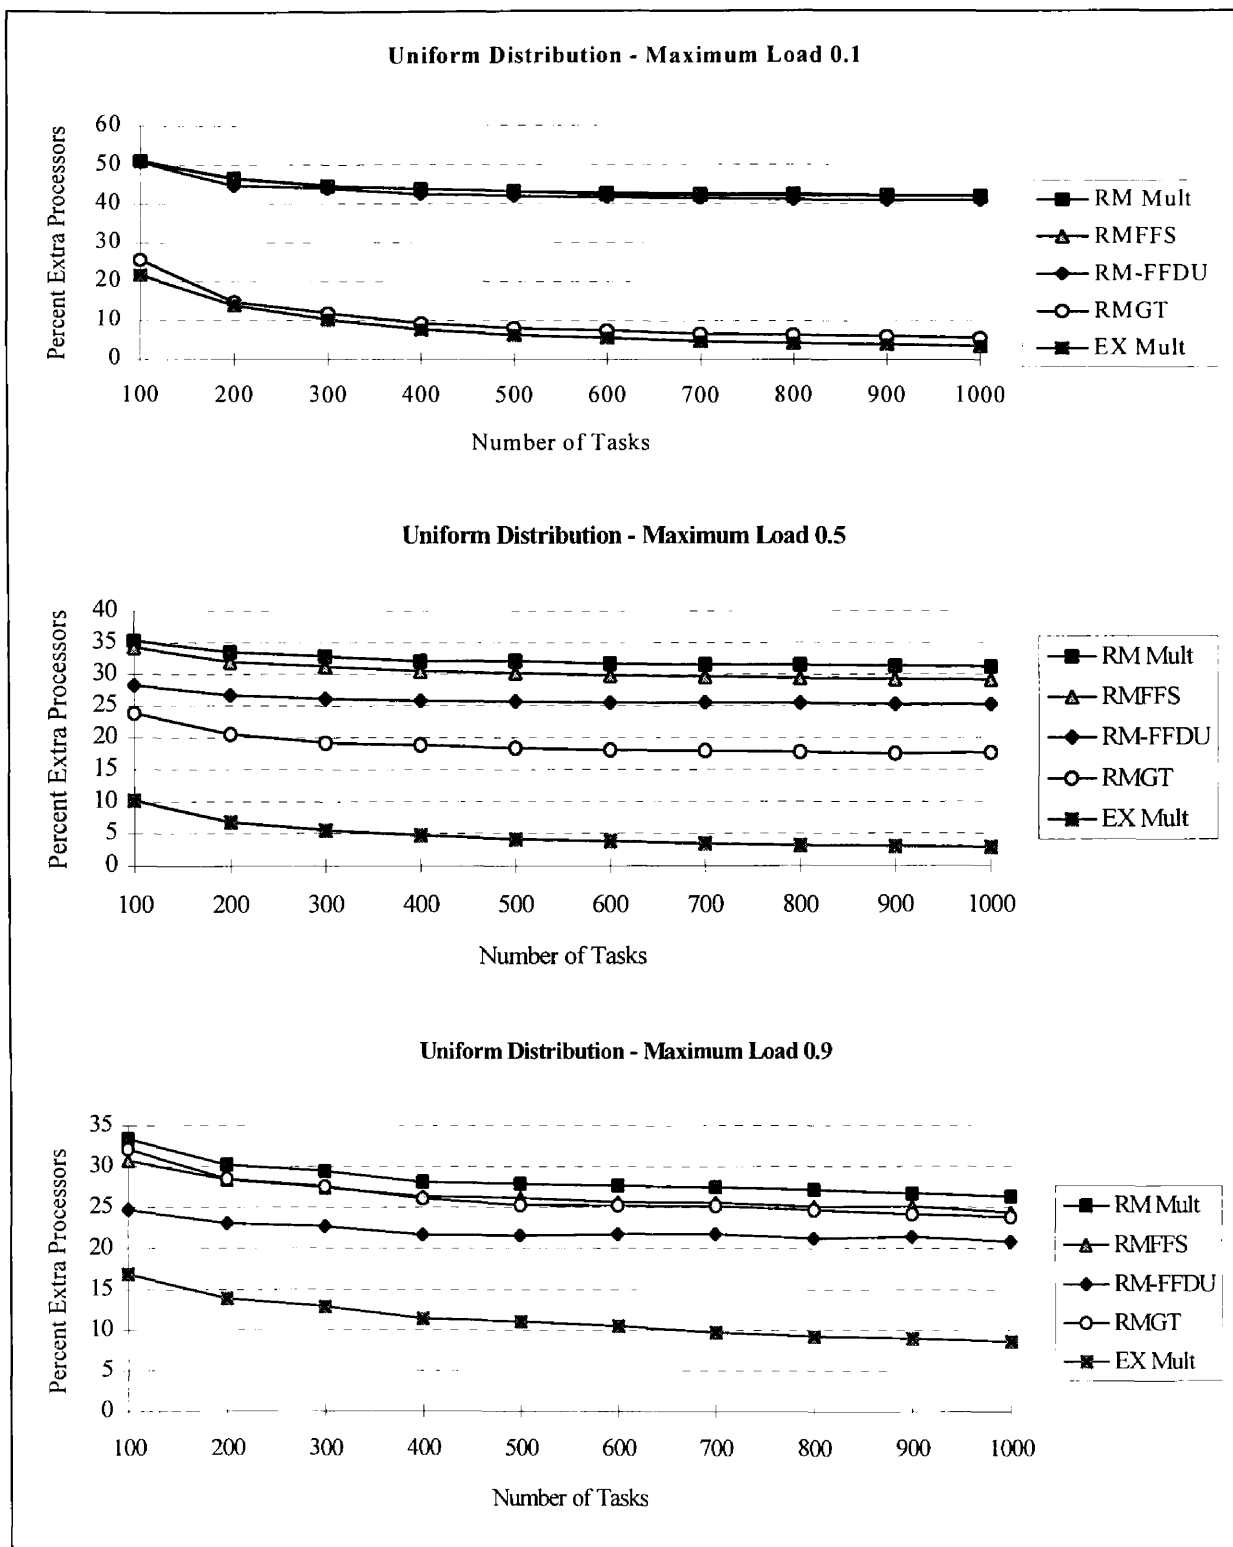 Uniform Distribution - Maximum Load 0.1
Percent Extra Processors
60
50
40
30
20
10
0
100 200 300 400 500 600 700 800 900 1000
Number of Tasks
RM Mult
RMFFS
RM-FFDU
RMGT
EX Mult
Uniform Distribution - Maximum Load 0.5
Percent Extra Processors
40
35
30
25
20
15
10
5
0
100 200 300 400 500 600 700 800 900 1000
Number of Tasks
RM Mult
RMFFS
RM-FFDU
RMGT
EX Mult
Uniform Distribution - Maximum Load 0.9
Percent Extra Processors
35
30
25
20
15
10
5
0
100 200 300 400 500 600 700 800 900 1000
Number of Tasks
RM Mult
RMFFS
RM-FFDU
RMGT
EX Mult